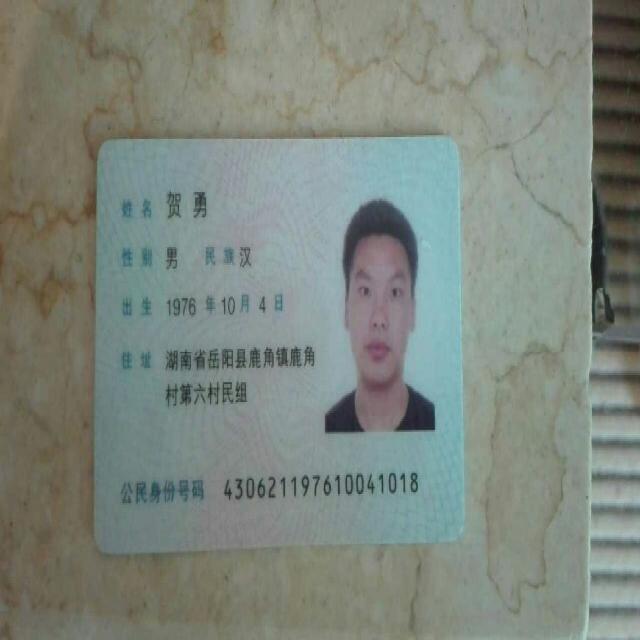 姓名 贺勇
性别 男 民族 汉
出生 1976 年 10 月 4 日
住址 湖南省岳阳县鹿角镇鹿角
村第六村民组
公民身份号码 430621197610041018